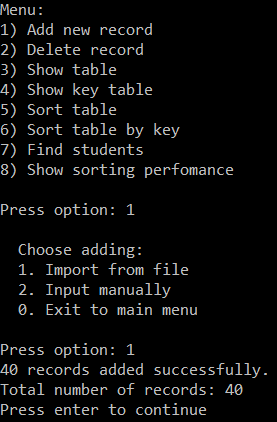 Menu:
1) Add new record
2) Delete record
3) Show table
4) Show key table
5) Sort table
6) Sort table by key
7) Find students
8) Show sorting perfomance
Press option: 1
Choose adding:
1. Import from file
2. Input manually
0. Exit to main menu
Press option: 1
40 records added successfully.
Total number of records: 40
Press enter to continue